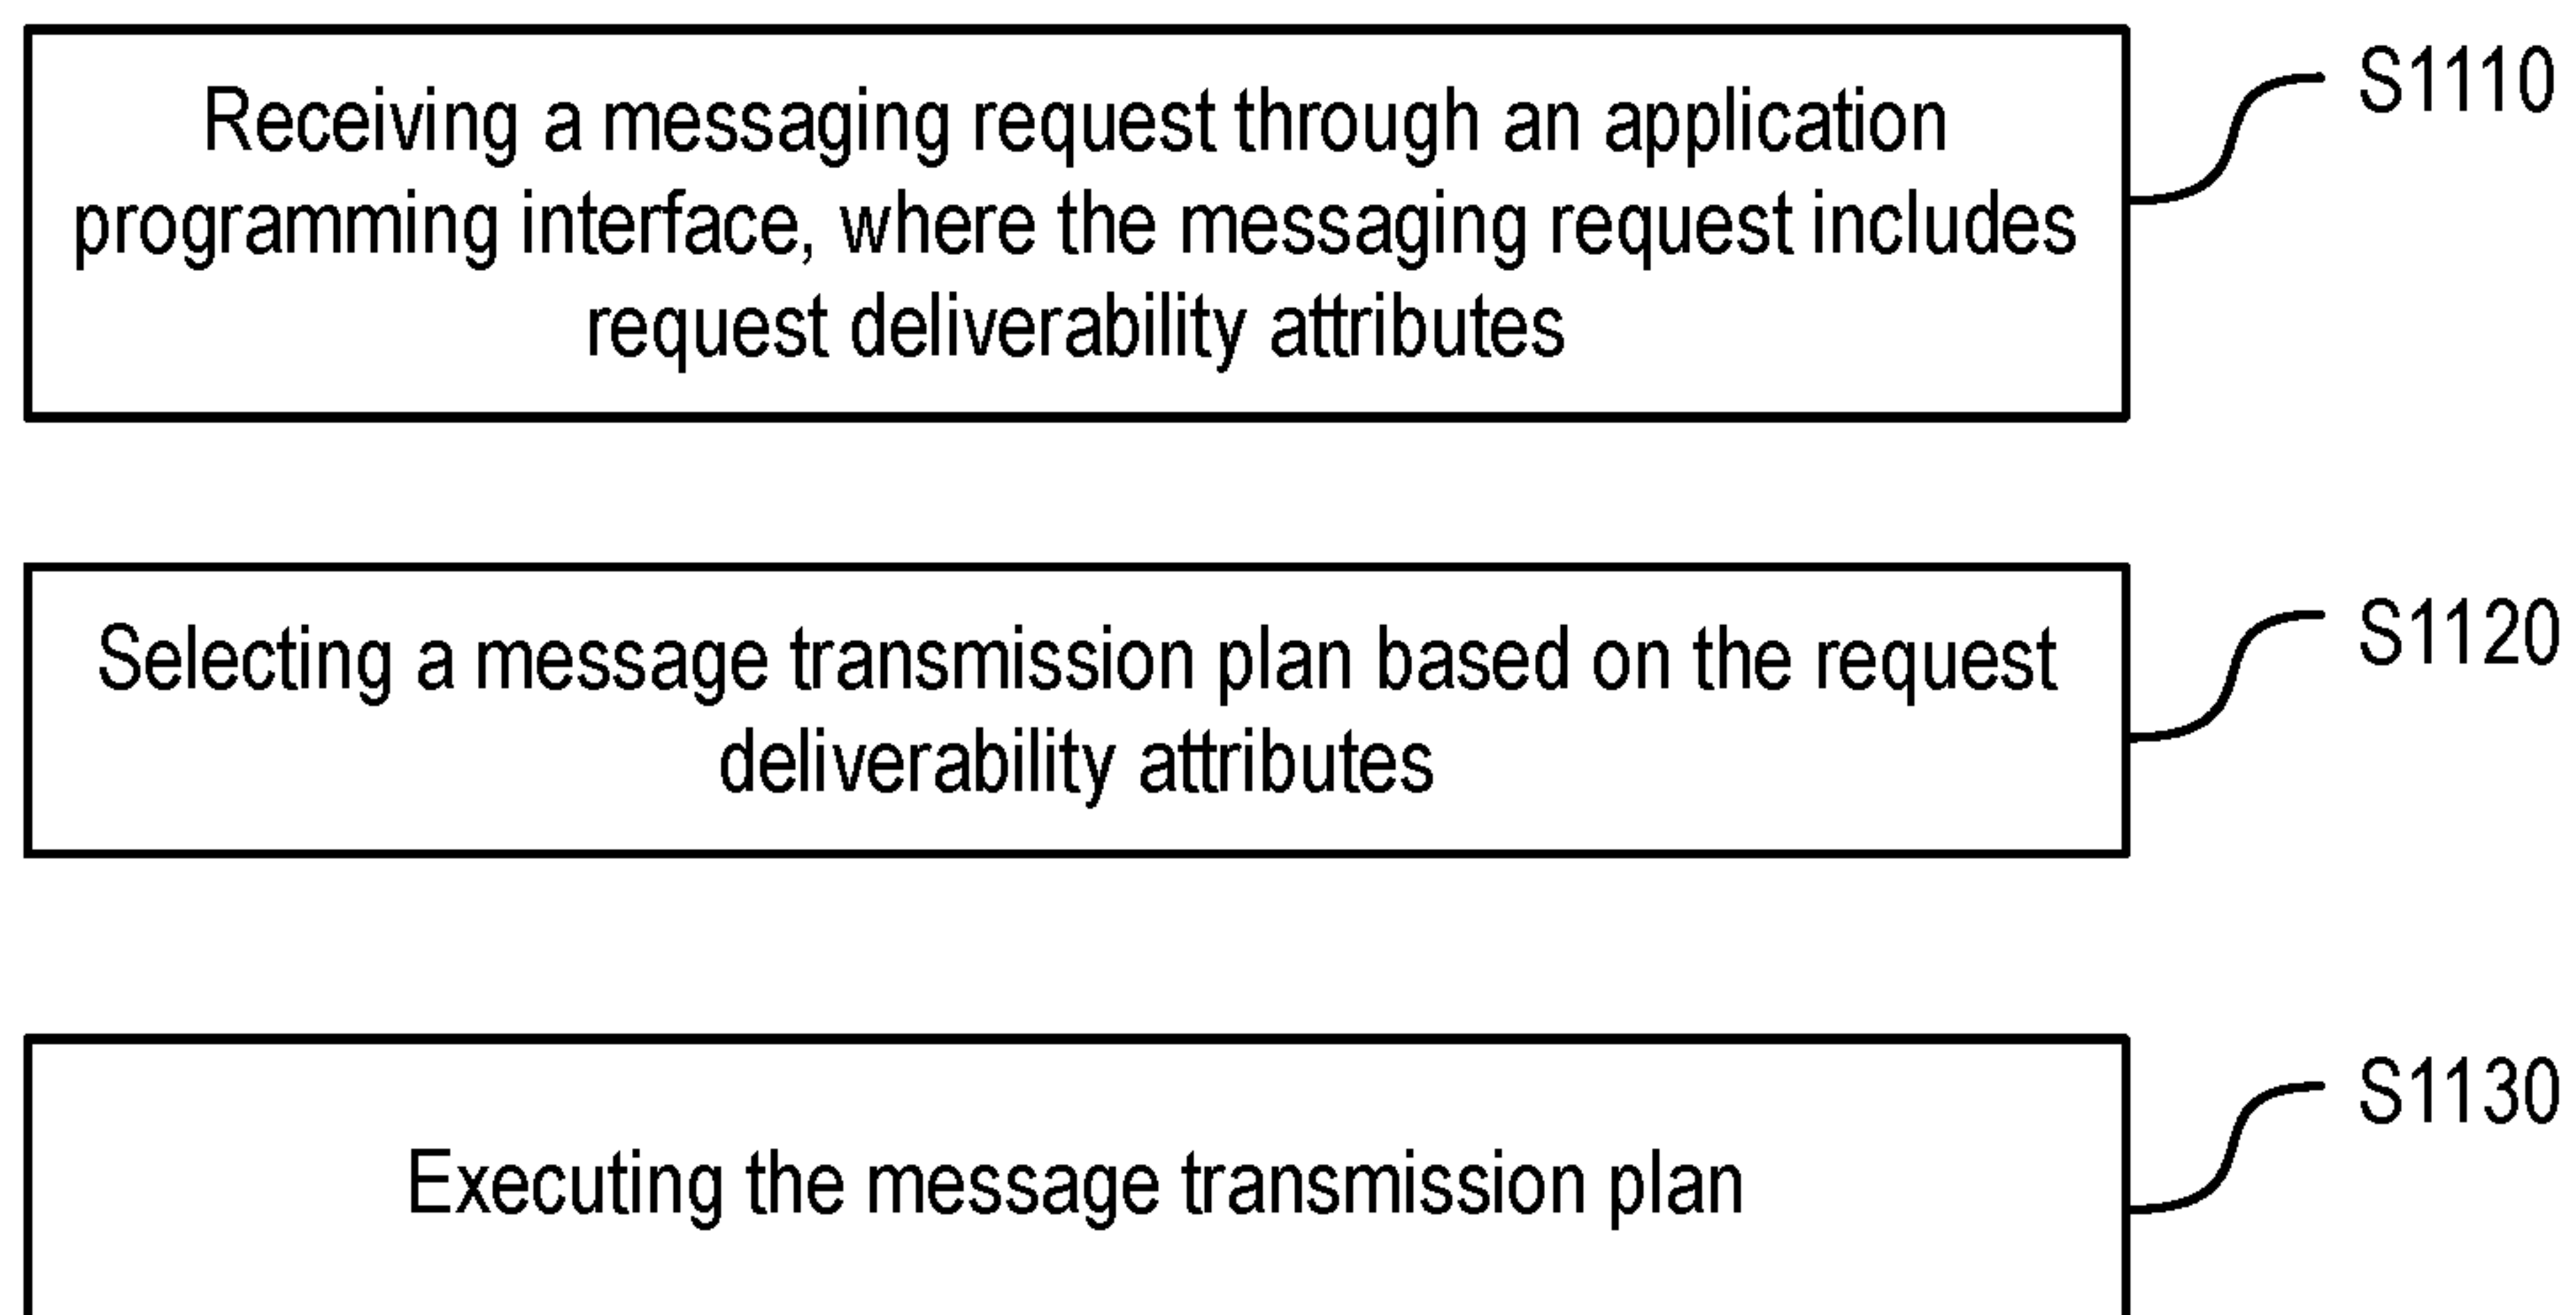 Receiving a messaging request through an application
programming interface, where the messaging request includes
request deliverability attributes
S1110
Selecting a message transmission plan based on the request
deliverability attributes
S1120
Executing the message transmission plan
S1130